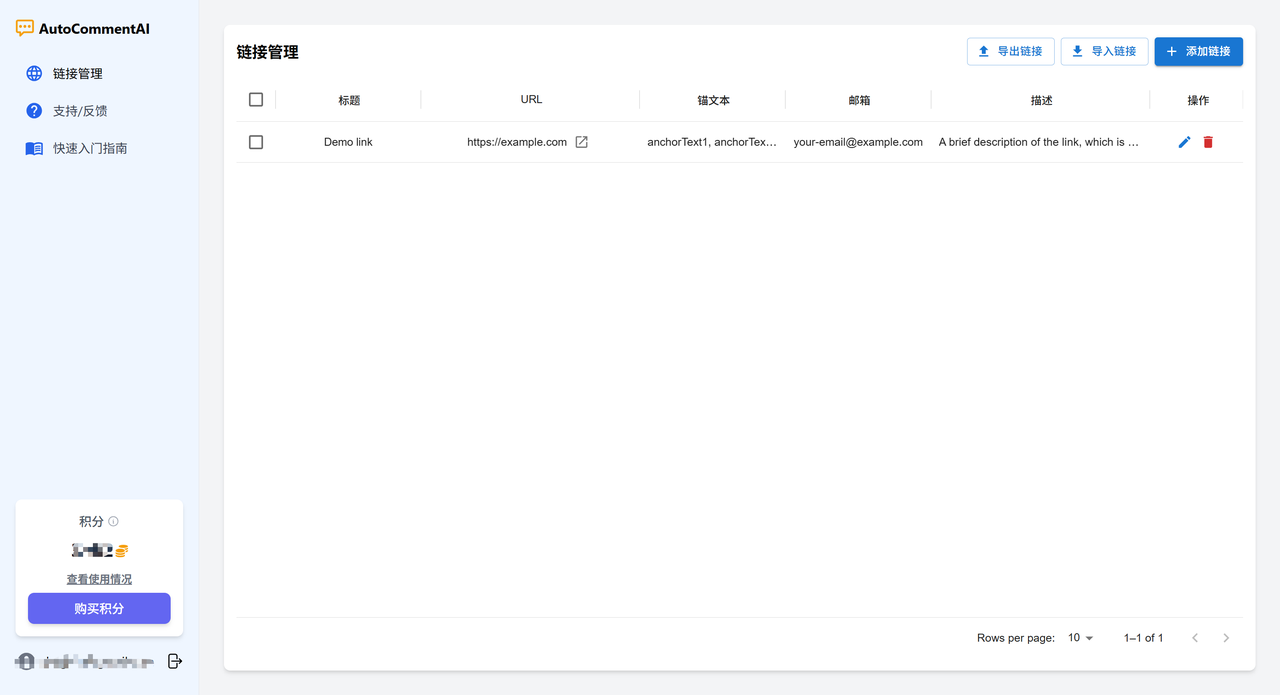 AutoCommentAI
链接管理
支持/反馈
快速入门指南
积分
查看使用情况
购买积分
链接管理
导出链接 导入链接 添加链接
标题 URL 锚文本 邮箱 描述 操作
Demo link https://example.com anchorText1, anchorTex... your-email@example.com A brief description of the link, which is ...
Rows per page: 10 1–1 of 1